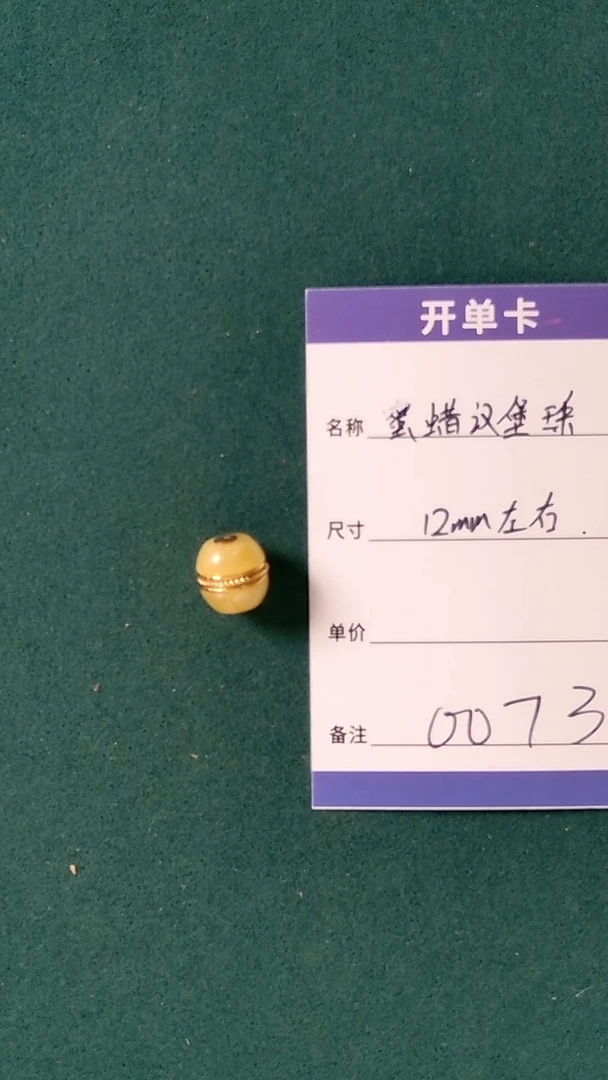 开单卡
名称 蜜蜡汉堡珠
尺寸 12mm左右.
单价
备注 0073